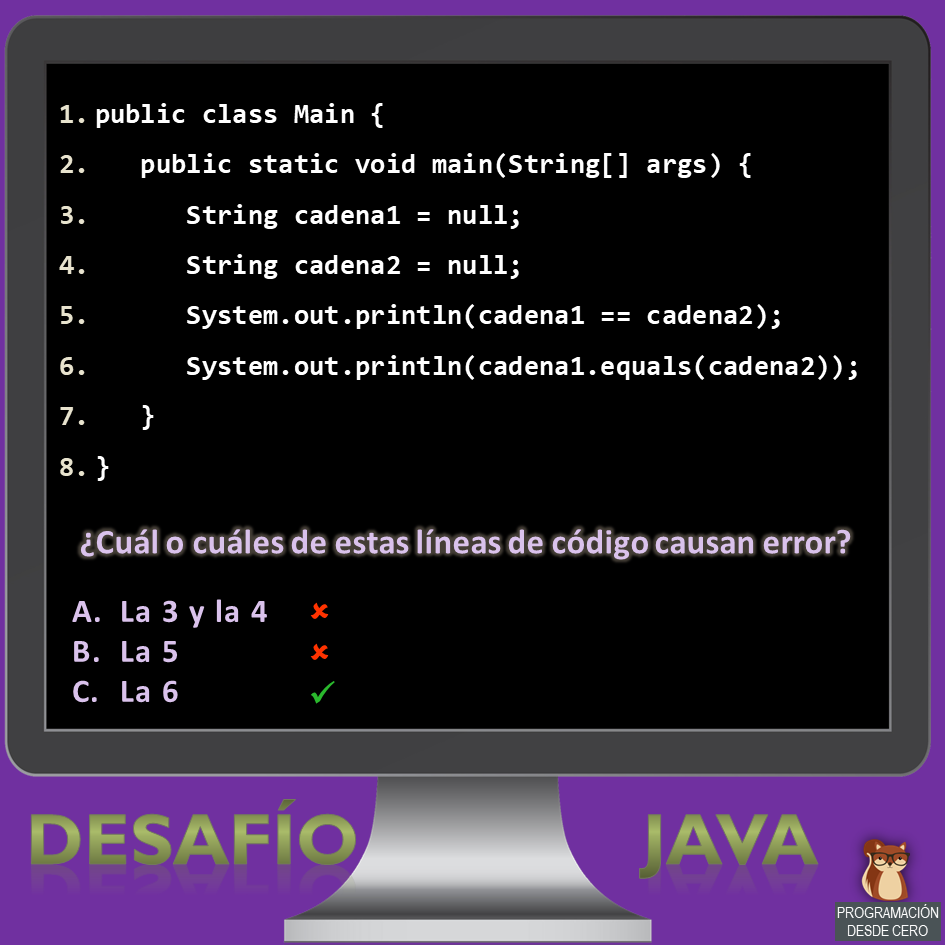 1. public class Main {
2.    public static void main(String[] args) {
3.       String cadena1 = null;
4.       String cadena2 = null;
5.       System.out.println(cadena1 == cadena2);
6.       System.out.println(cadena1.equals(cadena2));
7.    }
8. }
¿Cuál o cuáles de estas líneas de código causan error?
A. La 3 y la 4 ✘
B. La 5 ✘
C. La 6 ✓
DESAFÍO JAVA
PROGRAMACIÓN
DESDE CERO